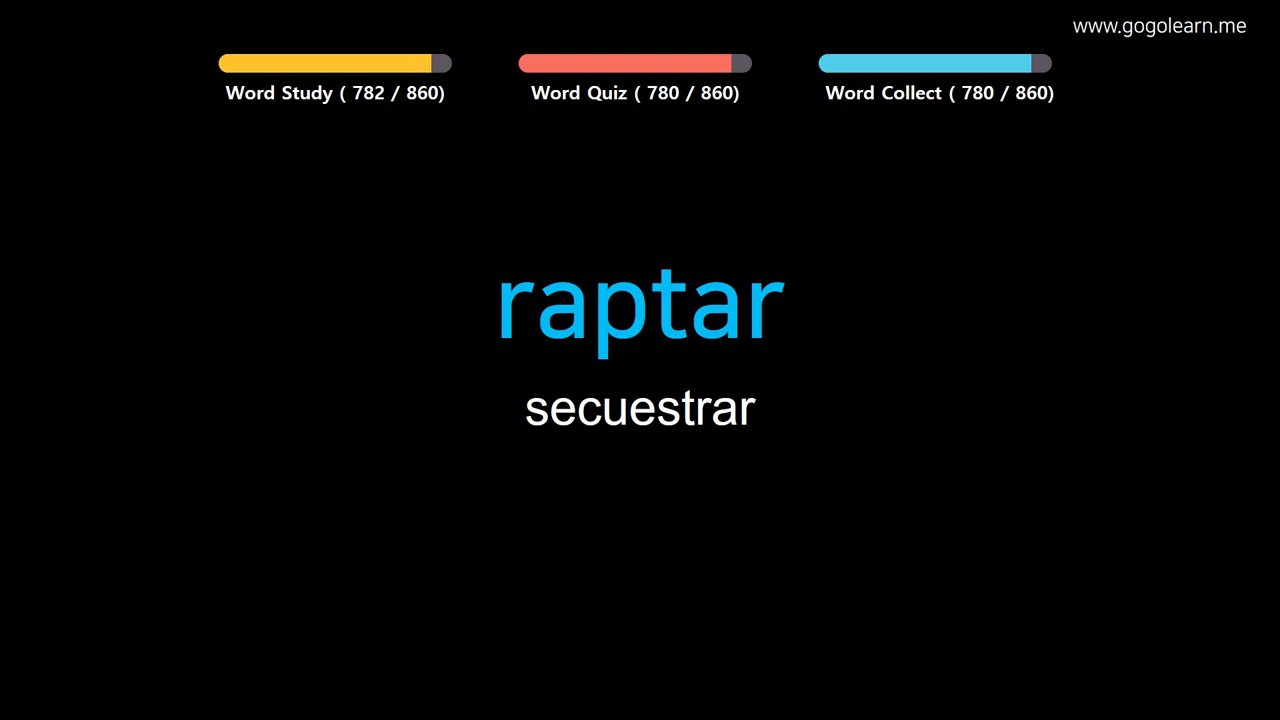 www.gogolearn.me
Word Study ( 782 / 860)
Word Quiz ( 780 / 860)
Word Collect ( 780 / 860)
raptar
secuestrar